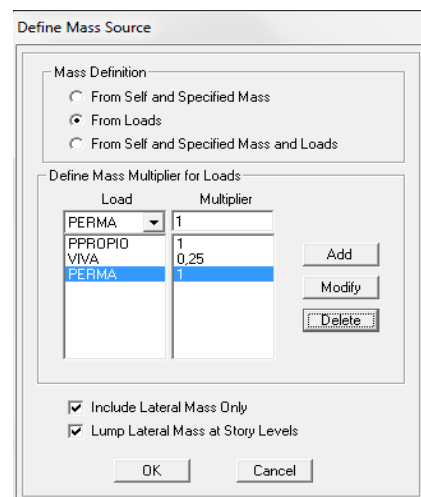 Define Mass Source
Mass Definition
From Self and Specified Mass
From Loads
From Self and Specified Mass and Loads
Define Mass Multiplier for Loads
Load Multiplier
PERMA 1
PPROPIO 1
VIVA 0,25
PERMA 1
Add
Modify
Delete
Include Lateral Mass Only
Lump Lateral Mass at Story Levels
OK Cancel